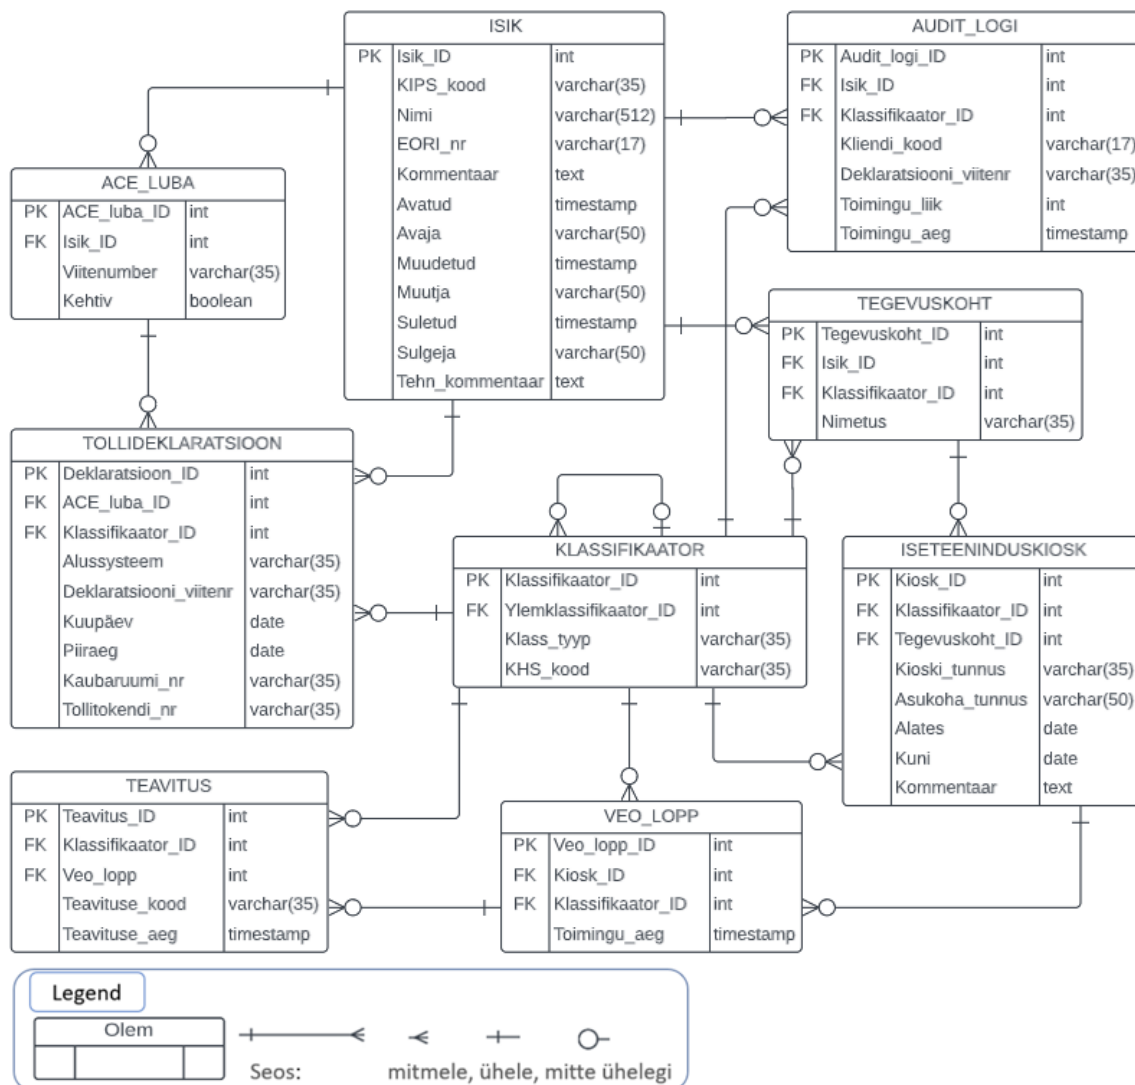 ISIK
PK Isik_ID int
KIPS_kood varchar(35)
Nimi varchar(512)
EORI_nr varchar(17)
Kommentaar text
Avatud timestamp
Avaja varchar(50)
Muudetud timestamp
Muutja varchar(50)
Suletud timestamp
Sulgeja varchar(50)
Tehn_kommentaar text
AUDIT_LOGI
PK Audit_logi_ID int
FK Isik_ID int
FK Klassifikaator_ID int
Kliendi_kood varchar(17)
Deklaratsiooni_viitenr varchar(35)
Toimingu_liik int
Toimingu_aeg timestamp
ACE_LUBA
PK ACE_luba_ID int
FK Isik_ID int
Viitenumber varchar(35)
Kehtiv boolean
TEGEVUSKOHT
PK Tegevuskoht_ID int
FK Isik_ID int
FK Klassifikaator_ID int
Nimetus varchar(35)
TOLLIDEKLARATSIOON
PK Deklaratsioon_ID int
FK ACE_luba_ID int
FK Klassifikaator_ID int
Alussysteem varchar(35)
Deklaratsiooni_viitenr varchar(35)
Kuupäev date
Piiraeg date
Kaubaruumi_nr varchar(35)
Tollitokendi_nr varchar(35)
KLASSIFIKAATOR
PK Klassifikaator_ID int
FK Ylemklassifikaator_ID int
Klass_tyyp varchar(35)
KHS_kood varchar(35)
ISETEENINDUSKIOSK
PK Kiosk_ID int
FK Klassifikaator_ID int
FK Tegevuskoht_ID int
Kioski_tunnus varchar(35)
Asukoha_tunnus varchar(50)
Alates date
Kuni date
Kommentaar text
TEAVITUS
PK Teavitus_ID int
FK Klassifikaator_ID int
FK Veo_lopp int
Teavituse_kood varchar(35)
Teavituse_aeg timestamp
VEO_LOPP
PK Veo_lopp_ID int
FK Kiosk_ID int
FK Klassifikaator_ID int
Toimingu_aeg timestamp
Legend
Olem
Seos: mitmele, ühele, mitte ühelegi